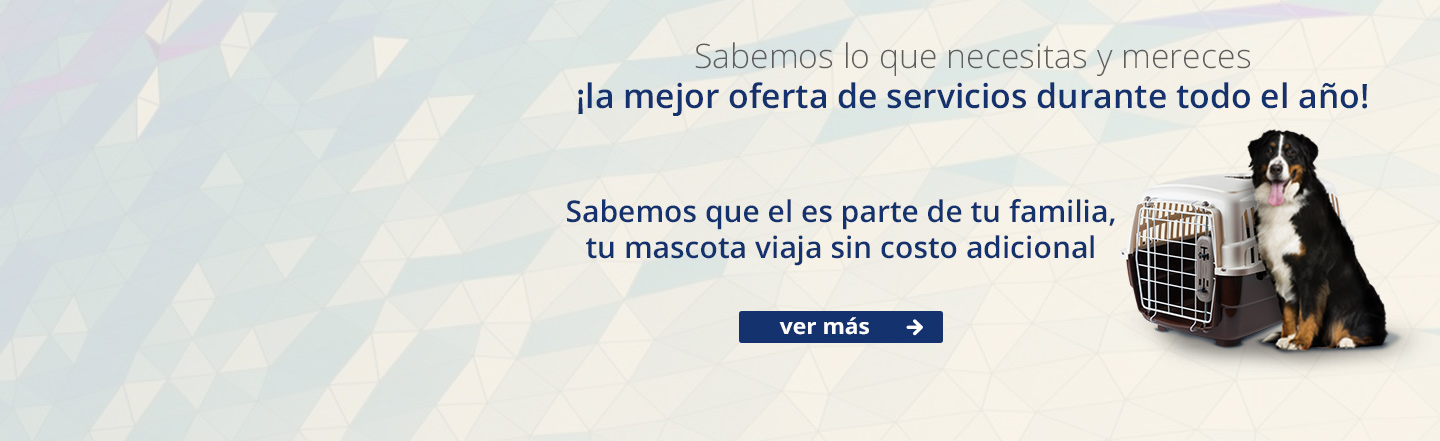 Sabemos lo que necesitas y mereces
¡la mejor oferta de servicios durante todo el año!
Sabemos que el es parte de tu familia,
tu mascota viaja sin costo adicional
ver más